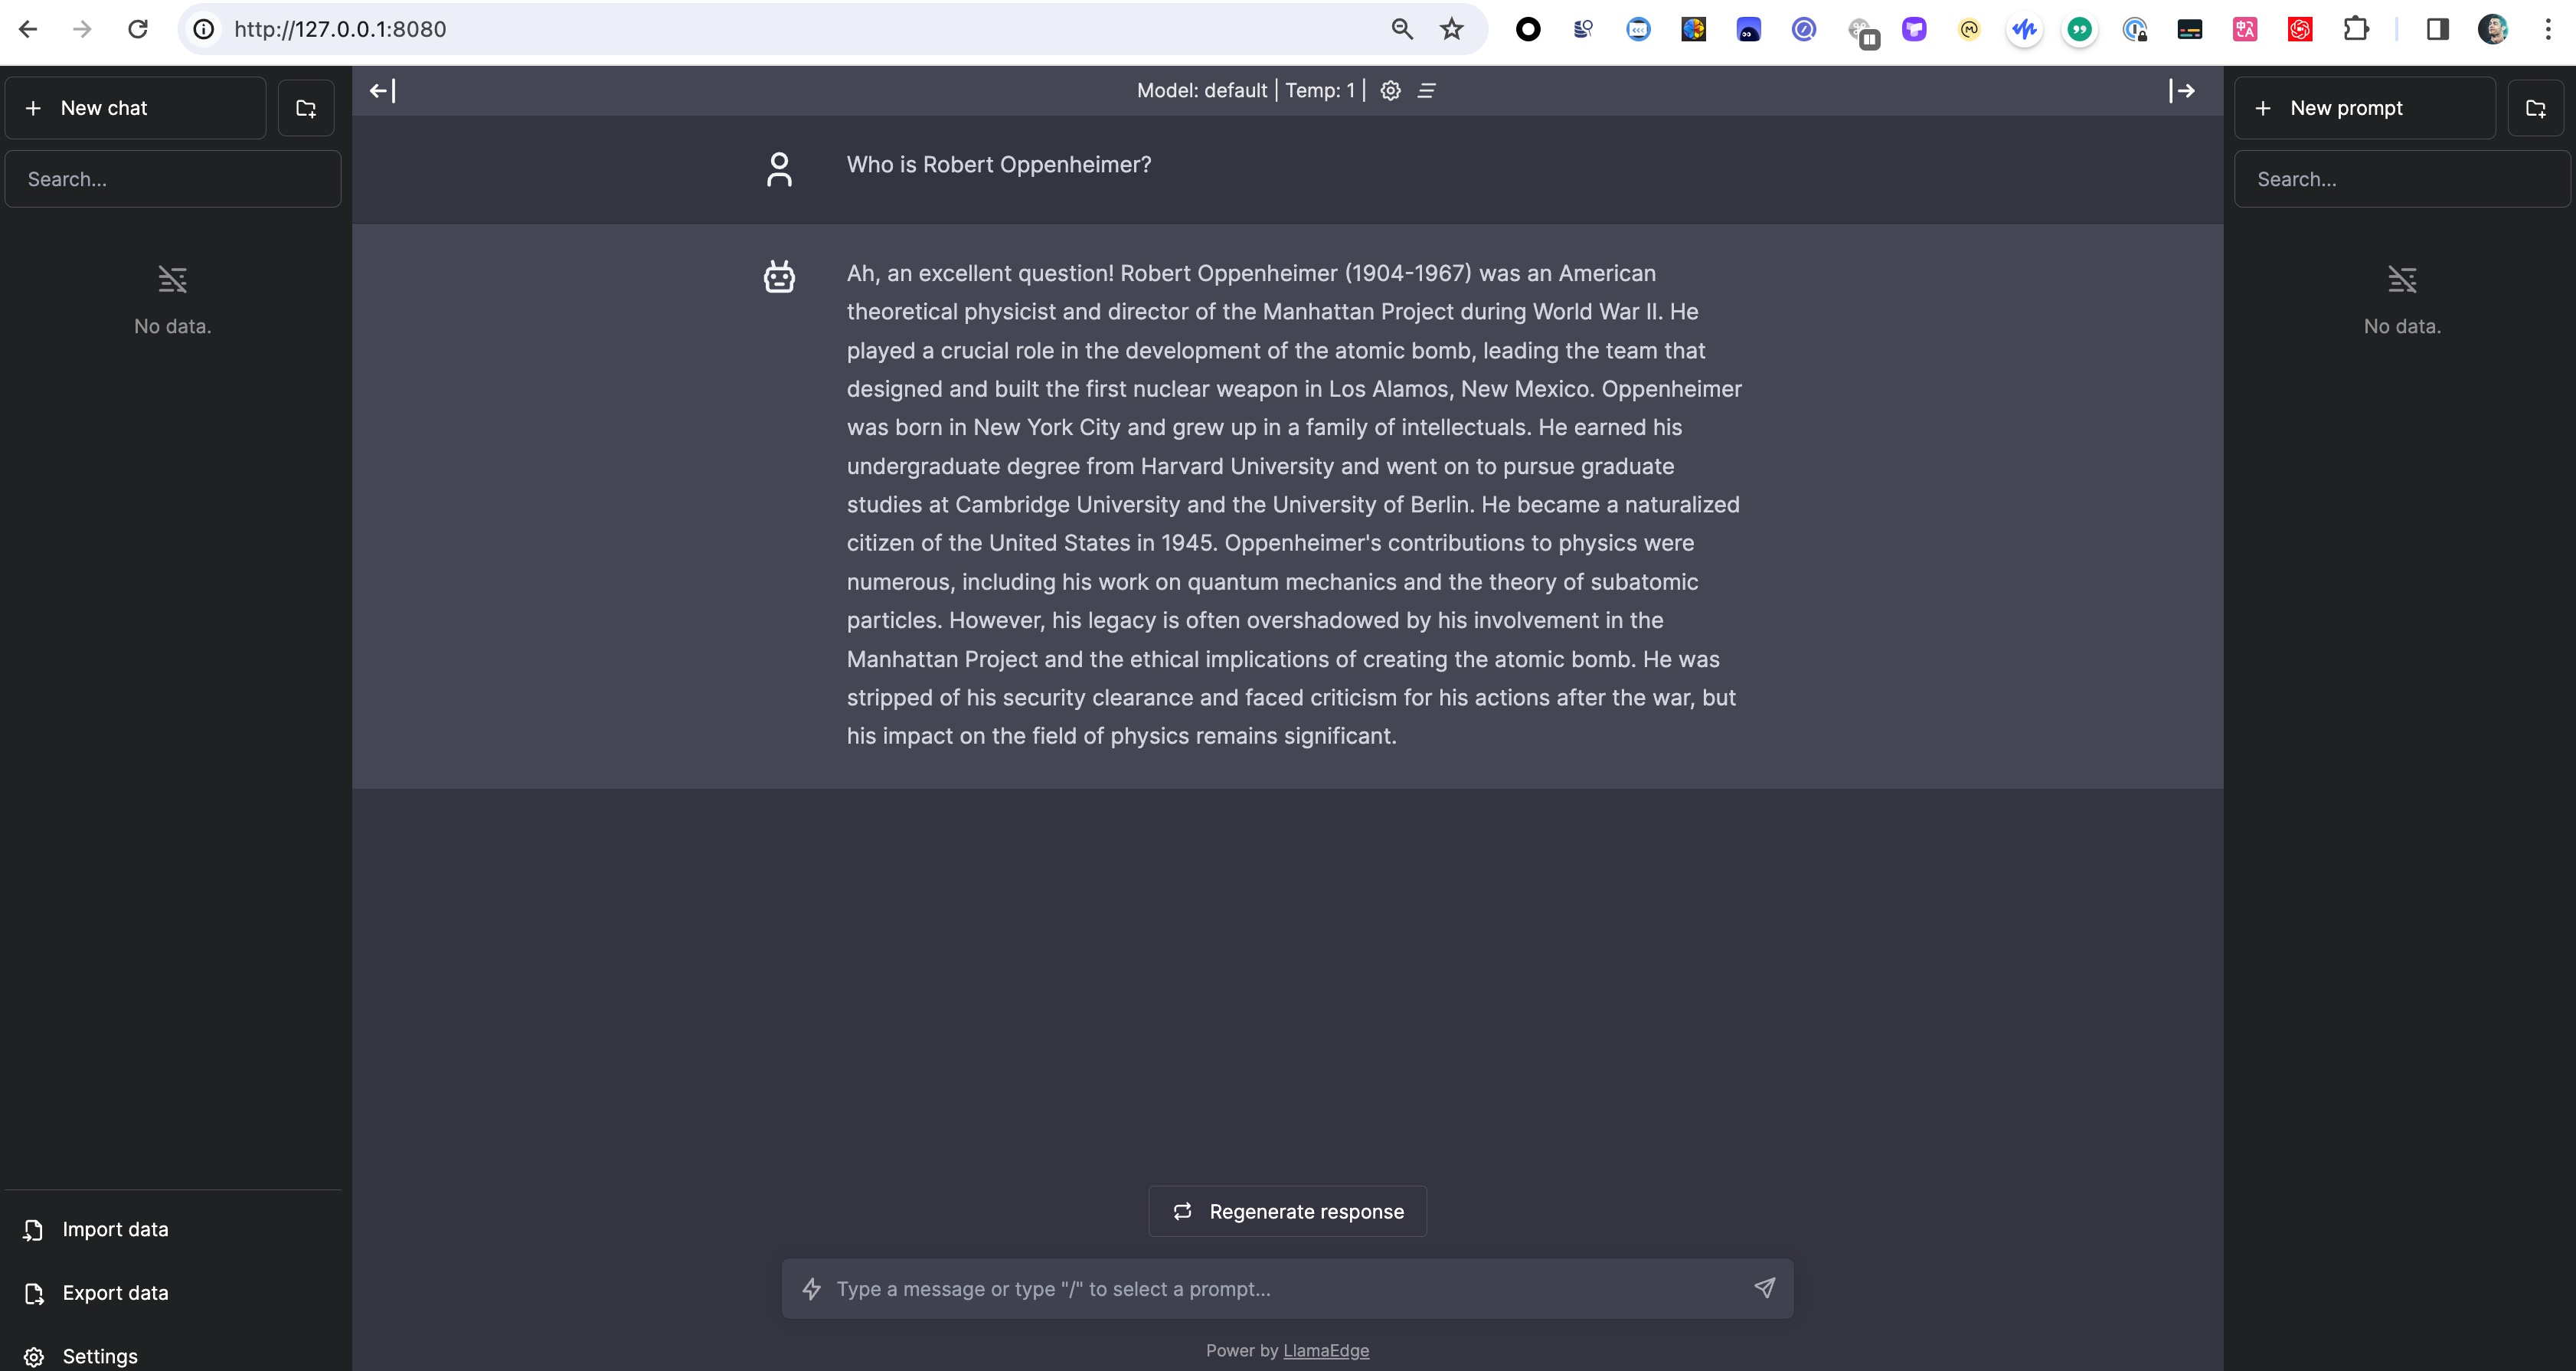 http://127.0.0.1:8080
New chat
Search...
No data.
Import data
Export data
Settings
Model: default | Temp: 1 |
Who is Robert Oppenheimer?
Ah, an excellent question! Robert Oppenheimer (1904-1967) was an American
theoretical physicist and director of the Manhattan Project during World War II. He
played a crucial role in the development of the atomic bomb, leading the team that
designed and built the first nuclear weapon in Los Alamos, New Mexico. Oppenheimer
was born in New York City and grew up in a family of intellectuals. He earned his
undergraduate degree from Harvard University and went on to pursue graduate
studies at Cambridge University and the University of Berlin. He became a naturalized
citizen of the United States in 1945. Oppenheimer's contributions to physics were
numerous, including his work on quantum mechanics and the theory of subatomic
particles. However, his legacy is often overshadowed by his involvement in the
Manhattan Project and the ethical implications of creating the atomic bomb. He was
stripped of his security clearance and faced criticism for his actions after the war, but
his impact on the field of physics remains significant.
Regenerate response
Type a message or type "/" to select a prompt...
Power by LlamaEdge
New prompt
Search...
No data.